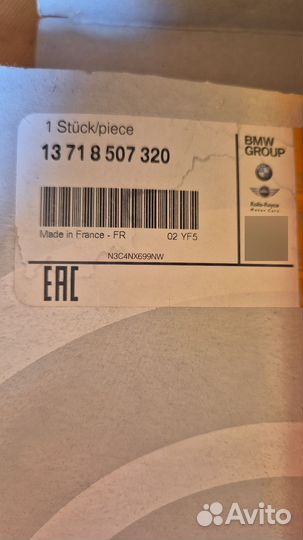 1 Stück/piece
13 71 8 507 320
BMW
GROUP
Rolls-Royce
Motor Cars
Made in France - FR 02 YF5
N3C4NX699NW
EAC
Avito